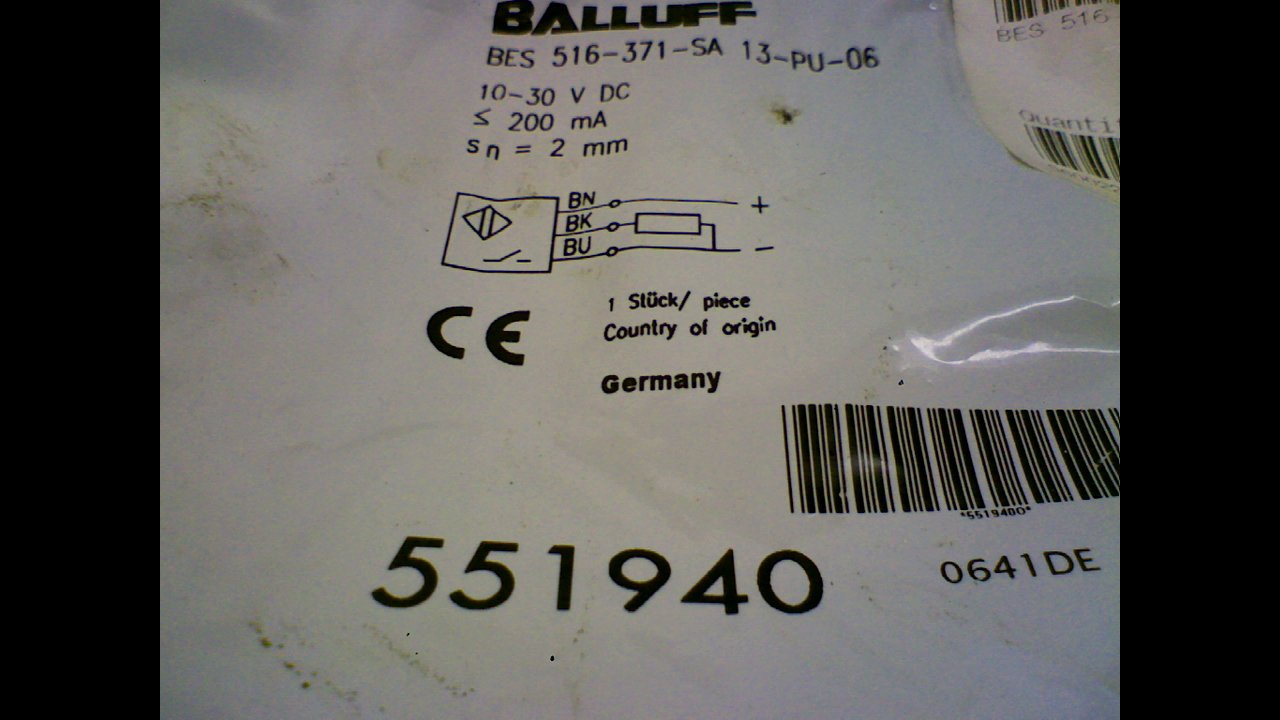 BALLUFF
BES 516-371-SA 13-PU-06
10-30 V DC
≤ 200 mA
sn = 2 mm
BN +
BK
BU −
CE
1 Stück/ piece
Country of origin
Germany
551940
*551940*
0641DE
BES 516
Quantit